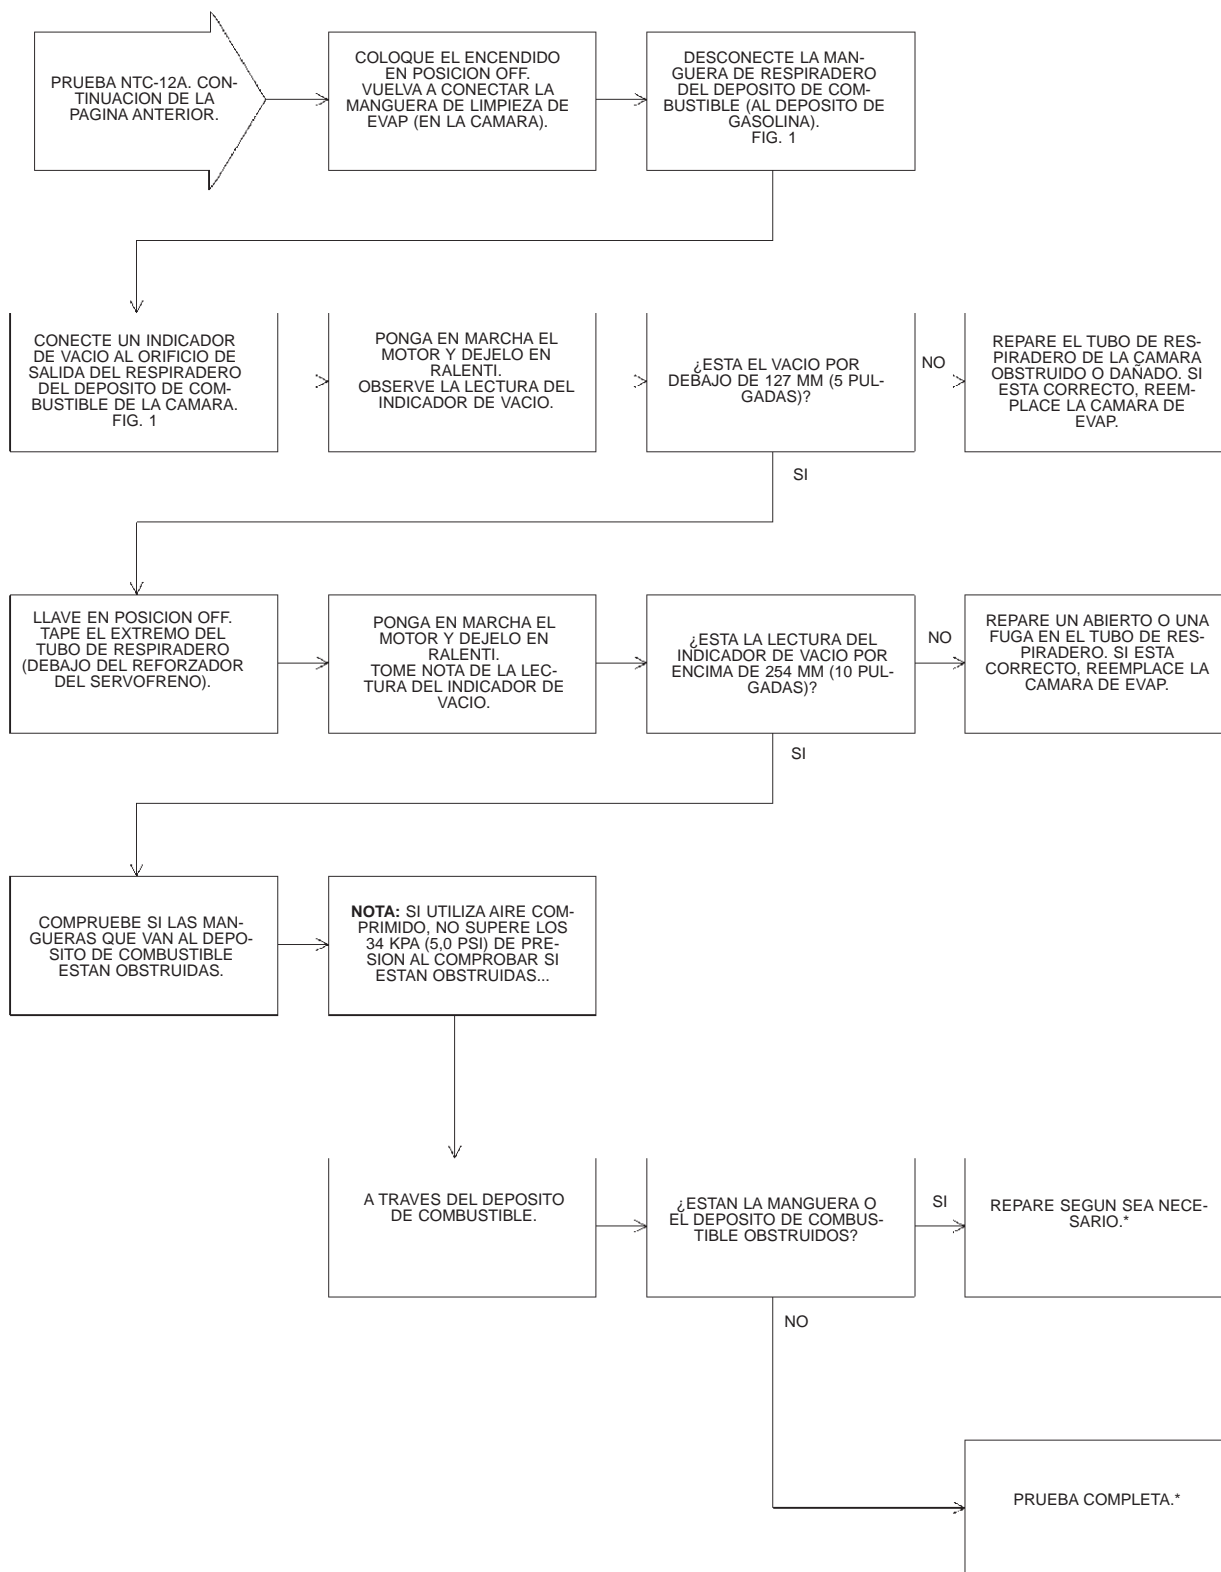 PRUEBA NTC-12A. CON-
TINUACION DE LA
PAGINA ANTERIOR.
COLOQUE EL ENCENDIDO
EN POSICION OFF.
VUELVA A CONECTAR LA
MANGUERA DE LIMPIEZA DE
EVAP (EN LA CAMARA).
DESCONECTE LA MAN-
GUERA DE RESPIRADERO
DEL DEPOSITO DE COM-
BUSTIBLE (AL DEPOSITO DE
GASOLINA).
FIG. 1
CONECTE UN INDICADOR
DE VACIO AL ORIFICIO DE
SALIDA DEL RESPIRADERO
DEL DEPOSITO DE COM-
BUSTIBLE DE LA CAMARA.
FIG. 1
PONGA EN MARCHA EL
MOTOR Y DEJELO EN
RALENTI.
OBSERVE LA LECTURA DEL
INDICADOR DE VACIO.
¿ESTA EL VACIO POR
DEBAJO DE 127 MM (5 PUL-
GADAS)?
NO
REPARE EL TUBO DE RES-
PIRADERO DE LA CAMARA
OBSTRUIDO O DAÑADO. SI
ESTA CORRECTO, REEM-
PLACE LA CAMARA DE
EVAP.
SI
LLAVE EN POSICION OFF.
TAPE EL EXTREMO DEL
TUBO DE RESPIRADERO
(DEBAJO DEL REFORZADOR
DEL SERVOFRENO).
PONGA EN MARCHA EL
MOTOR Y DEJELO EN
RALENTI.
TOME NOTA DE LA LEC-
TURA DEL INDICADOR DE
VACIO.
¿ESTA LA LECTURA DEL
INDICADOR DE VACIO POR
ENCIMA DE 254 MM (10 PUL-
GADAS)?
NO
REPARE UN ABIERTO O UNA
FUGA EN EL TUBO DE RES-
PIRADERO. SI ESTA
CORRECTO, REEMPLACE LA
CAMARA DE EVAP.
SI
COMPRUEBE SI LAS MAN-
GUERAS QUE VAN AL DEPO-
SITO DE COMBUSTIBLE
ESTAN OBSTRUIDAS.
NOTA: SI UTILIZA AIRE COM-
PRIMIDO, NO SUPERE LOS
34 KPA (5,0 PSI) DE PRE-
SION AL COMPROBAR SI
ESTAN OBSTRUIDAS...
A TRAVES DEL DEPOSITO
DE COMBUSTIBLE.
¿ESTAN LA MANGUERA O
EL DEPOSITO DE COMBUS-
TIBLE OBSTRUIDOS?
SI
REPARE SEGUN SEA NECE-
SARIO.*
NO
PRUEBA COMPLETA.*